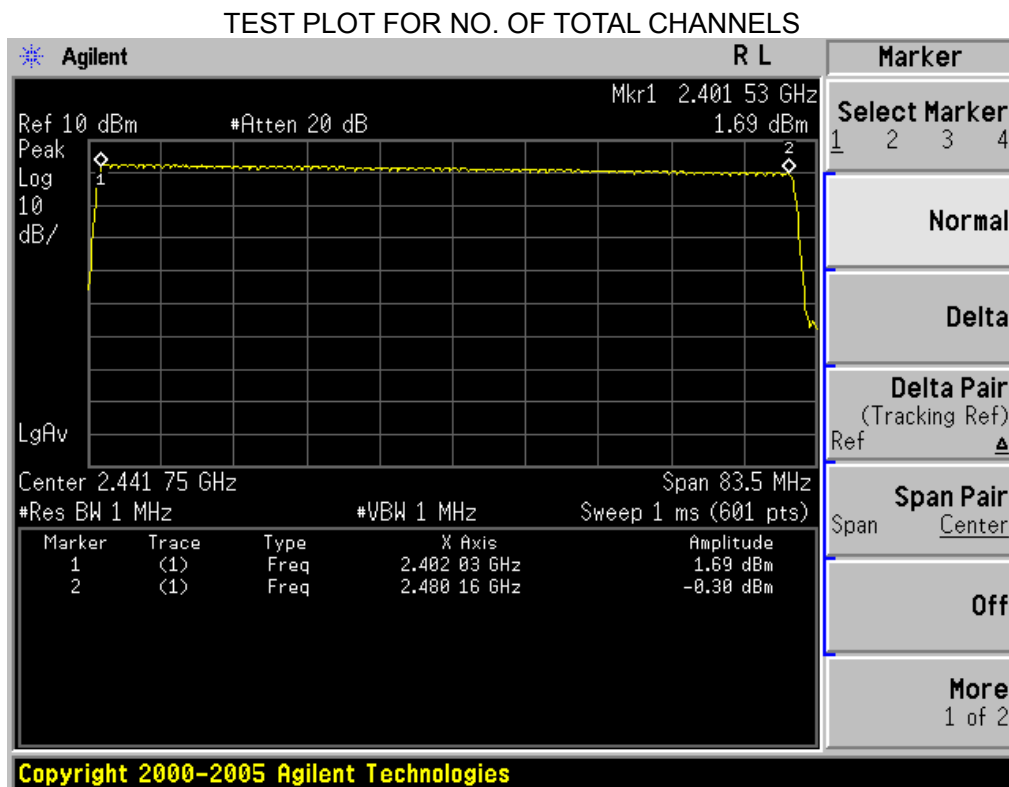 TEST PLOT FOR NO. OF TOTAL CHANNELS
Agilent R L
Mkr1 2.401 53 GHz
Ref 10 dBm #Atten 20 dB 1.69 dBm
Peak
Log
10
dB/
1
2
LgAv
Center 2.441 75 GHz Span 83.5 MHz
#Res BW 1 MHz #VBW 1 MHz Sweep 1 ms (601 pts)
Marker Trace Type X Axis Amplitude
1 (1) Freq 2.402 03 GHz 1.69 dBm
2 (1) Freq 2.480 16 GHz -0.30 dBm
Marker
Select Marker
1 2 3 4
Normal
Delta
Delta Pair
(Tracking Ref)
Ref Δ
Span Pair
Span Center
Off
More
1 of 2
Copyright 2000-2005 Agilent Technologies